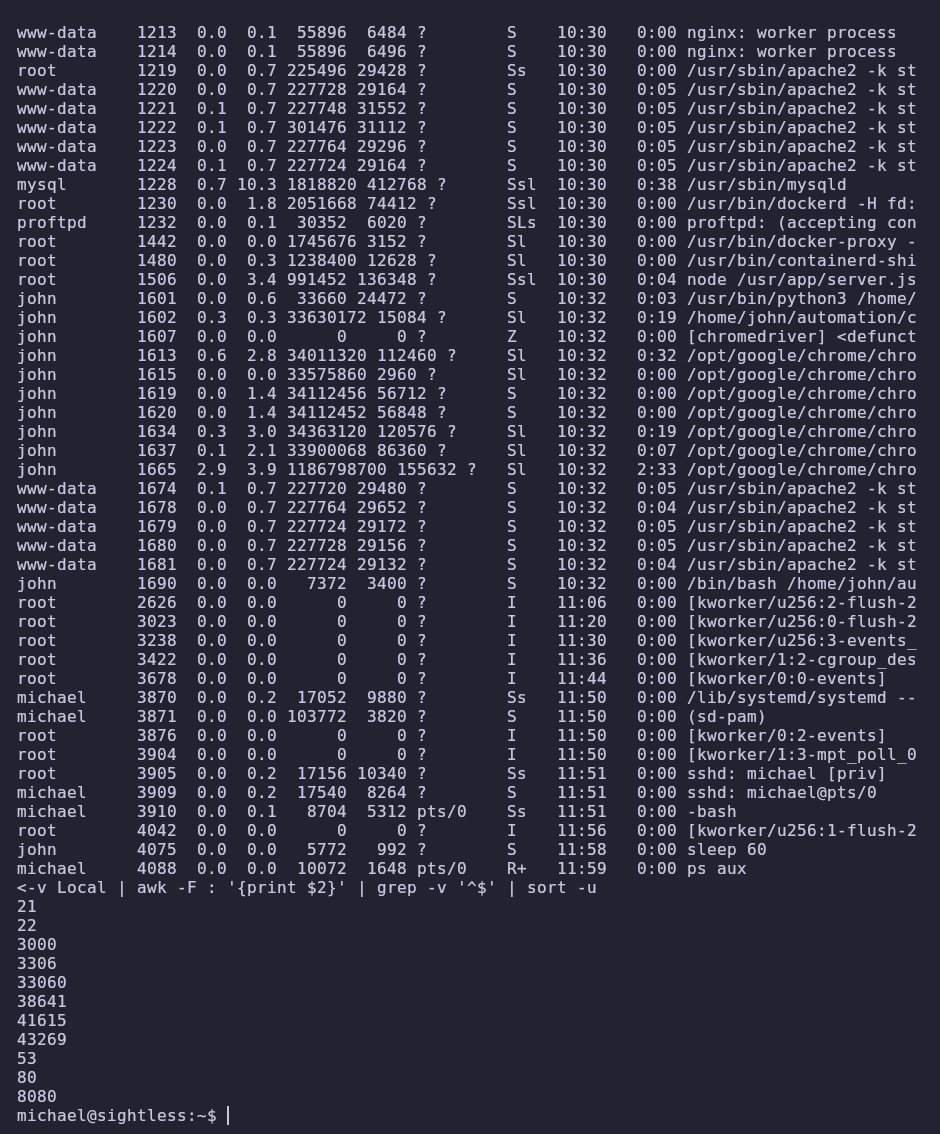 www-data    1213  0.0  0.1  55896  6484 ?        S    10:30   0:00 nginx: worker process
www-data    1214  0.0  0.1  55896  6496 ?        S    10:30   0:00 nginx: worker process
root        1219  0.0  0.7 225496 29428 ?        Ss   10:30   0:00 /usr/sbin/apache2 -k st
www-data    1220  0.0  0.7 227728 29164 ?        S    10:30   0:05 /usr/sbin/apache2 -k st
www-data    1221  0.1  0.7 227748 31552 ?        S    10:30   0:05 /usr/sbin/apache2 -k st
www-data    1222  0.1  0.7 301476 31112 ?        S    10:30   0:05 /usr/sbin/apache2 -k st
www-data    1223  0.0  0.7 227764 29296 ?        S    10:30   0:05 /usr/sbin/apache2 -k st
www-data    1224  0.1  0.7 227724 29164 ?        S    10:30   0:05 /usr/sbin/apache2 -k st
mysql       1228  0.7 10.3 1818820 412768 ?      Ssl  10:30   0:38 /usr/sbin/mysqld
root        1230  0.0  1.8 2051668 74412 ?       Ssl  10:30   0:00 /usr/bin/dockerd -H fd:
proftpd     1232  0.0  0.1  30352  6020 ?        SLs  10:30   0:00 proftpd: (accepting con
root        1442  0.0  0.0 1745676 3152 ?        Sl   10:30   0:00 /usr/bin/docker-proxy -
root        1480  0.0  0.3 1238400 12628 ?       Sl   10:30   0:00 /usr/bin/containerd-shi
root        1506  0.0  3.4 991452 136348 ?       Ssl  10:30   0:04 node /usr/app/server.js
john        1601  0.0  0.6  33660 24472 ?        S    10:32   0:03 /usr/bin/python3 /home/
john        1602  0.3  0.3 33630172 15084 ?      Sl   10:32   0:19 /home/john/automation/c
john        1607  0.0  0.0      0     0 ?        Z    10:32   0:00 [chromedriver] <defunct
john        1613  0.6  2.8 34011320 112460 ?     Sl   10:32   0:32 /opt/google/chrome/chro
john        1615  0.0  0.0 33575860 2960 ?       Sl   10:32   0:00 /opt/google/chrome/chro
john        1619  0.0  1.4 34112456 56712 ?      S    10:32   0:00 /opt/google/chrome/chro
john        1620  0.0  1.4 34112452 56848 ?      S    10:32   0:00 /opt/google/chrome/chro
john        1634  0.3  3.0 34363120 120576 ?     Sl   10:32   0:19 /opt/google/chrome/chro
john        1637  0.1  2.1 33900068 86360 ?      Sl   10:32   0:07 /opt/google/chrome/chro
john        1665  2.9  3.9 1186798700 155632 ?   Sl   10:32   2:33 /opt/google/chrome/chro
www-data    1674  0.1  0.7 227720 29480 ?        S    10:32   0:05 /usr/sbin/apache2 -k st
www-data    1678  0.0  0.7 227764 29652 ?        S    10:32   0:04 /usr/sbin/apache2 -k st
www-data    1679  0.0  0.7 227724 29172 ?        S    10:32   0:05 /usr/sbin/apache2 -k st
www-data    1680  0.0  0.7 227728 29156 ?        S    10:32   0:05 /usr/sbin/apache2 -k st
www-data    1681  0.0  0.7 227724 29132 ?        S    10:32   0:04 /usr/sbin/apache2 -k st
john        1690  0.0  0.0   7372  3400 ?        S    10:32   0:00 /bin/bash /home/john/au
root        2626  0.0  0.0      0     0 ?        I    11:06   0:00 [kworker/u256:2-flush-2
root        3023  0.0  0.0      0     0 ?        I    11:20   0:00 [kworker/u256:0-flush-2
root        3238  0.0  0.0      0     0 ?        I    11:30   0:00 [kworker/u256:3-events_
root        3422  0.0  0.0      0     0 ?        I    11:36   0:00 [kworker/1:2-cgroup_des
root        3678  0.0  0.0      0     0 ?        I    11:44   0:00 [kworker/0:0-events]
michael     3870  0.0  0.2  17052  9880 ?        Ss   11:50   0:00 /lib/systemd/systemd --
michael     3871  0.0  0.0 103772  3820 ?        S    11:50   0:00 (sd-pam)
root        3876  0.0  0.0      0     0 ?        I    11:50   0:00 [kworker/0:2-events]
root        3904  0.0  0.0      0     0 ?        I    11:50   0:00 [kworker/1:3-mpt_poll_0
root        3905  0.0  0.2  17156 10340 ?        Ss   11:51   0:00 sshd: michael [priv]
michael     3909  0.0  0.2  17540  8264 ?        S    11:51   0:00 sshd: michael@pts/0
michael     3910  0.0  0.1   8704  5312 pts/0    Ss   11:51   0:00 -bash
root        4042  0.0  0.0      0     0 ?        I    11:56   0:00 [kworker/u256:1-flush-2
john        4075  0.0  0.0   5772   992 ?        S    11:58   0:00 sleep 60
michael     4088  0.0  0.0  10072  1648 pts/0    R+   11:59   0:00 ps aux
<-v Local | awk -F : '{print $2}' | grep -v '^$' | sort -u
21
22
3000
3306
33060
38641
41615
43269
53
80
8080
michael@sightless:~$